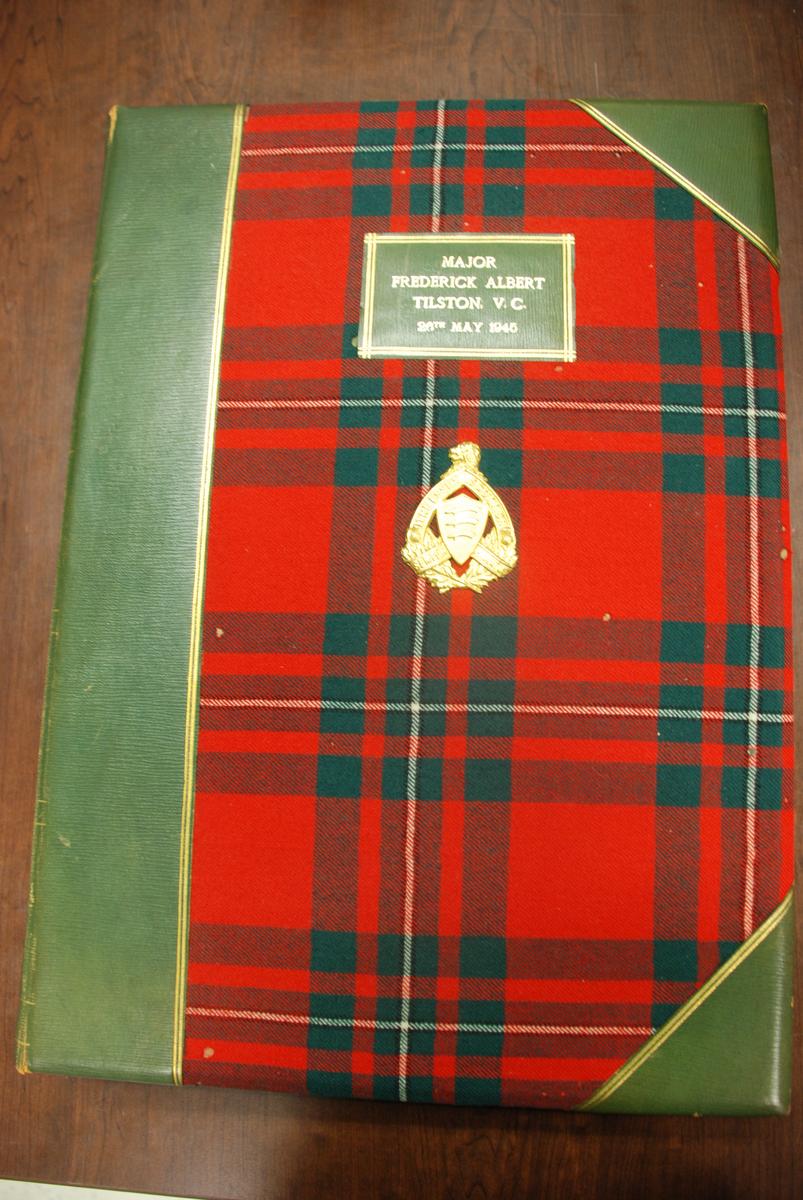 MAJOR
FREDERICK ALBERT
TILSTON. V. C.
26TH MAY 1945